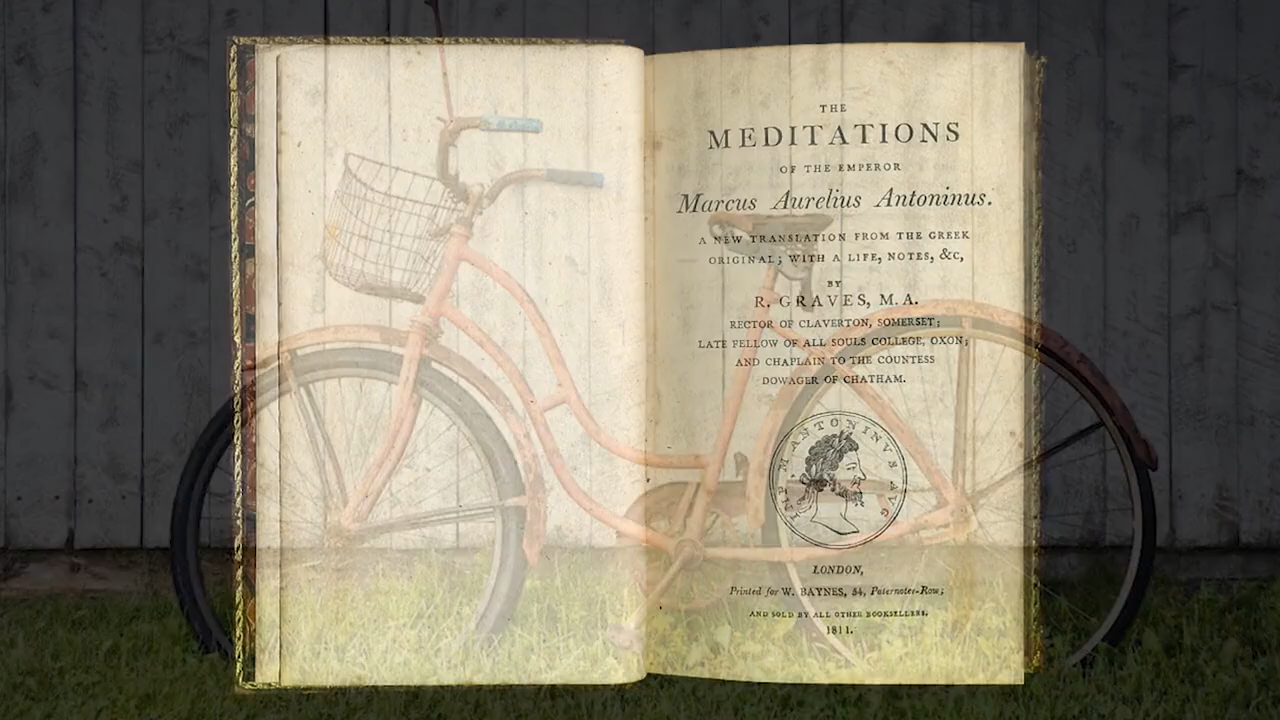 THE
MEDITATIONS
OF THE EMPEROR
Marcus Aurelius Antoninus.
A NEW TRANSLATION FROM THE GREEK
ORIGINAL; WITH A LIFE, NOTES, &C,
BY
R. GRAVES, M.A.
RECTOR OF CLAVERTON, SOMERSET;
LATE FELLOW OF ALL SOULS COLLEGE, OXON;
AND CHAPLAIN TO THE COUNTESS
DOWAGER OF CHATHAM.
IMP. M. ANTONINVS AVG
LONDON,
Printed for W. BAYNES, 54, Paternoster-Row;
AND SOLD BY ALL OTHER BOOKSELLERS.
1811.